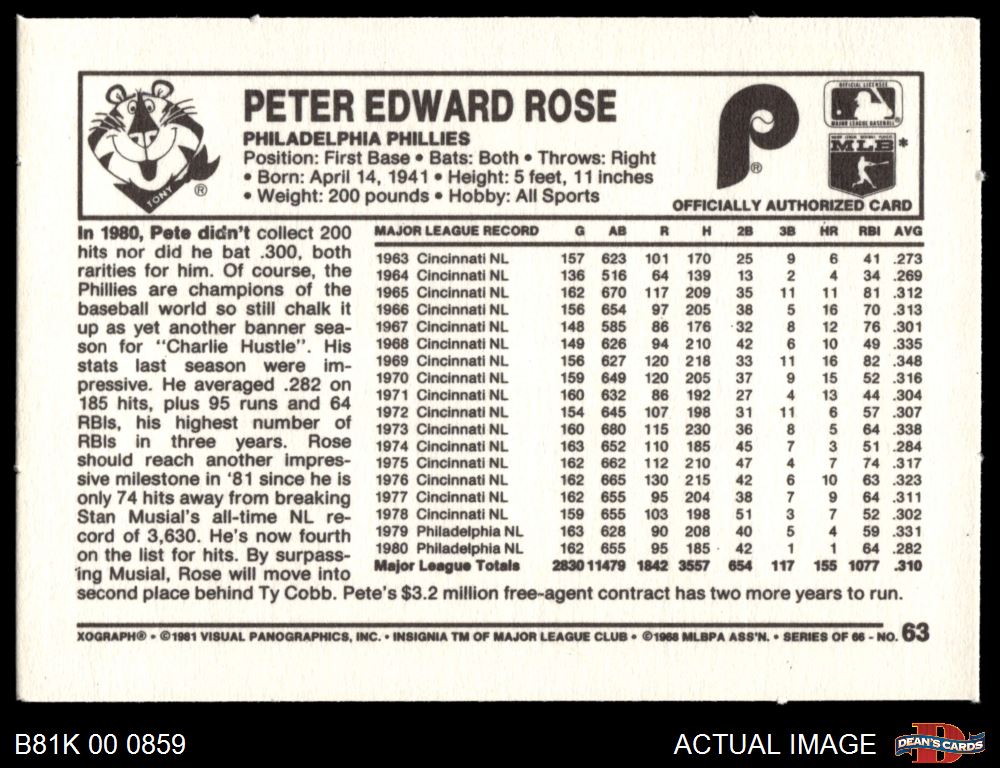 TONY ®
PETER EDWARD ROSE
PHILADELPHIA PHILLIES
Position: First Base • Bats: Both • Throws: Right
• Born: April 14, 1941 • Height: 5 feet, 11 inches
• Weight: 200 pounds • Hobby: All Sports
®
OFFICIAL LICENSEE
MAJOR LEAGUE BASEBALL
MLB*
OFFICIALLY AUTHORIZED CARD
In 1980, Pete didn't collect 200
hits nor did he bat .300, both
rarities for him. Of course, the
Phillies are champions of the
baseball world so still chalk it
up as yet another banner sea-
son for "Charlie Hustle". His
stats last season were im-
pressive. He averaged .282 on
185 hits, plus 95 runs and 64
RBIs, his highest number of
RBIs in three years. Rose
should reach another impres-
sive milestone in '81 since he is
only 74 hits away from breaking
Stan Musial's all-time NL re-
cord of 3,630. He's now fourth
on the list for hits. By surpass-
ing Musial, Rose will move into
second place behind Ty Cobb. Pete's $3.2 million free-agent contract has two more years to run.
MAJOR LEAGUE RECORD G AB R H 2B 3B HR RBI AVG
1963 Cincinnati NL 157 623 101 170 25 9 6 41 .273
1964 Cincinnati NL 136 516 64 139 13 2 4 34 .269
1965 Cincinnati NL 162 670 117 209 35 11 11 81 .312
1966 Cincinnati NL 156 654 97 205 38 5 16 70 .313
1967 Cincinnati NL 148 585 86 176 32 8 12 76 .301
1968 Cincinnati NL 149 626 94 210 42 6 10 49 .335
1969 Cincinnati NL 156 627 120 218 33 11 16 82 .348
1970 Cincinnati NL 159 649 120 205 37 9 15 52 .316
1971 Cincinnati NL 160 632 86 192 27 4 13 44 .304
1972 Cincinnati NL 154 645 107 198 31 11 6 57 .307
1973 Cincinnati NL 160 680 115 230 36 8 5 64 .338
1974 Cincinnati NL 163 652 110 185 45 7 3 51 .284
1975 Cincinnati NL 162 662 112 210 47 4 7 74 .317
1976 Cincinnati NL 162 665 130 215 42 6 10 63 .323
1977 Cincinnati NL 162 655 95 204 38 7 9 64 .311
1978 Cincinnati NL 159 655 103 198 51 3 7 52 .302
1979 Philadelphia NL 163 628 90 208 40 5 4 59 .331
1980 Philadelphia NL 162 655 95 185 42 1 1 64 .282
Major League Totals 2830 11479 1842 3557 654 117 155 1077 .310
XOGRAPH® • ©1981 VISUAL PANOGRAPHICS, INC. • INSIGNIA TM OF MAJOR LEAGUE CLUB • ©1968 MLBPA ASS'N. • SERIES OF 66 - NO. 63
B81K 00 0859
ACTUAL IMAGE
DEAN'S CARDS